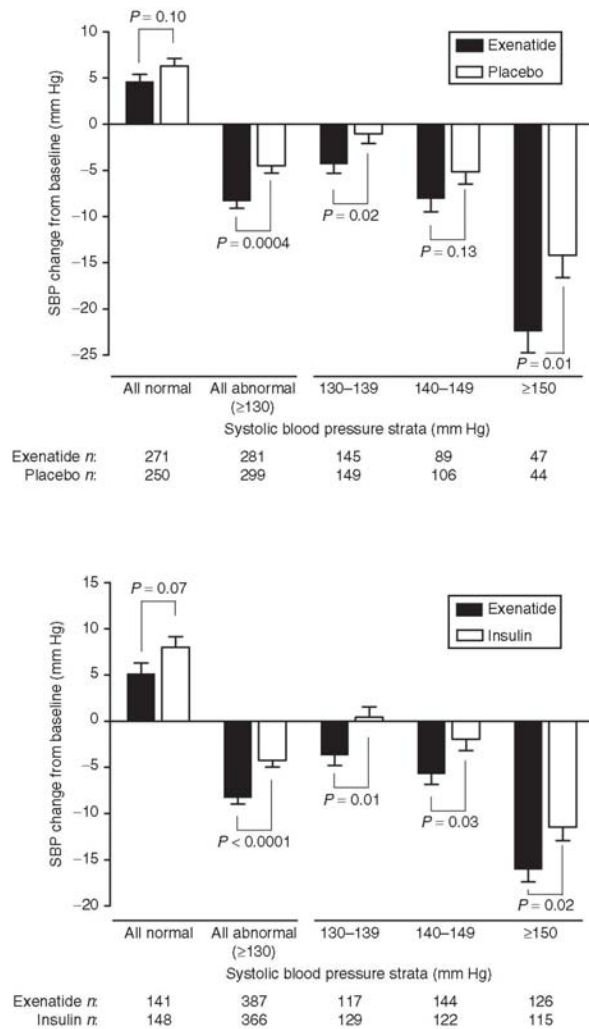 P = 0.10
Exenatide
Placebo
SBP change from baseline (mm Hg)
10
5
0
−5
−10
−15
−20
−25
P = 0.0004
P = 0.02
P = 0.13
P = 0.01
All normal All abnormal (≥130) 130–139 140–149 ≥150
Systolic blood pressure strata (mm Hg)
Exenatide n: 271 281 145 89 47
Placebo n: 250 299 149 106 44
P = 0.07
Exenatide
Insulin
SBP change from baseline (mm Hg)
15
10
5
0
−5
−10
−15
−20
P < 0.0001
P = 0.01
P = 0.03
P = 0.02
All normal All abnormal (≥130) 130–139 140–149 ≥150
Systolic blood pressure strata (mm Hg)
Exenatide n: 141 387 117 144 126
Insulin n: 148 366 129 122 115